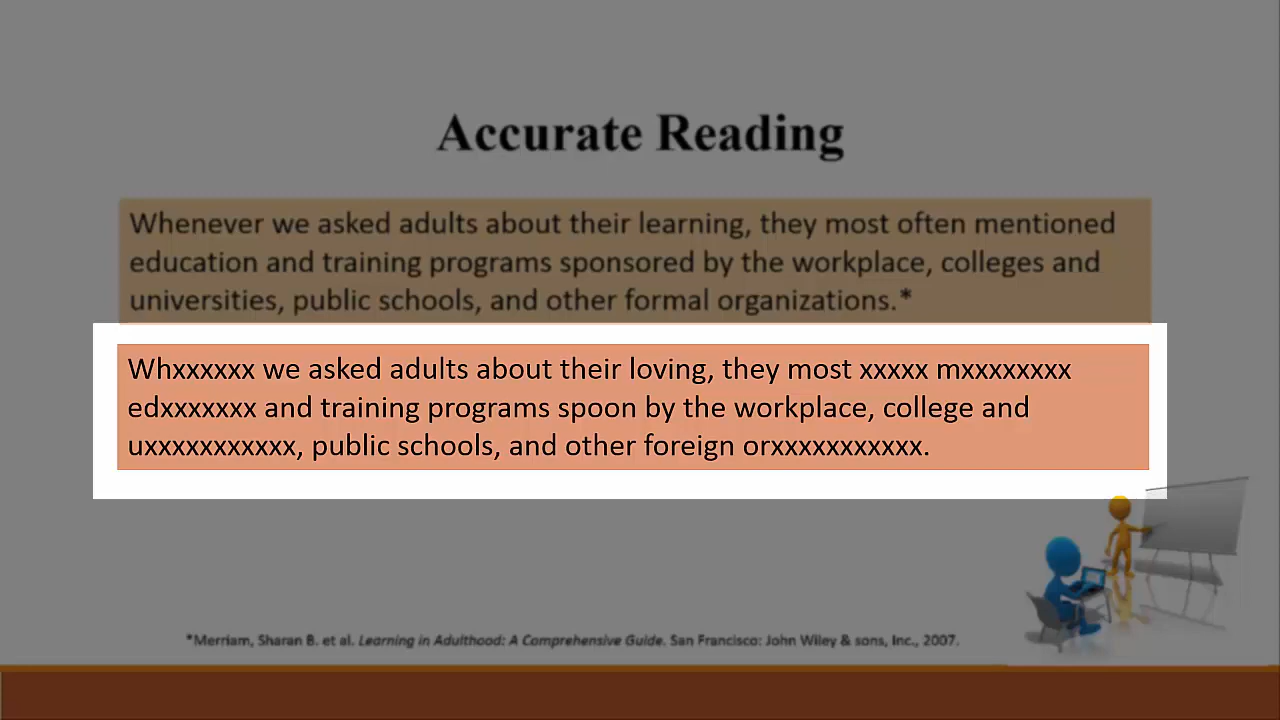 Accurate Reading
Whenever we asked adults about their learning, they most often mentioned
education and training programs sponsored by the workplace, colleges and
universities, public schools, and other formal organizations.*
Whxxxxxx we asked adults about their loving, they most xxxxx mxxxxxxxx
edxxxxxxx and training programs spoon by the workplace, college and
uxxxxxxxxxxx, public schools, and other foreign orxxxxxxxxxxx.
*Merriam, Sharan B. et al. Learning in Adulthood: A Comprehensive Guide. San Francisco: John Wiley & sons, Inc., 2007.